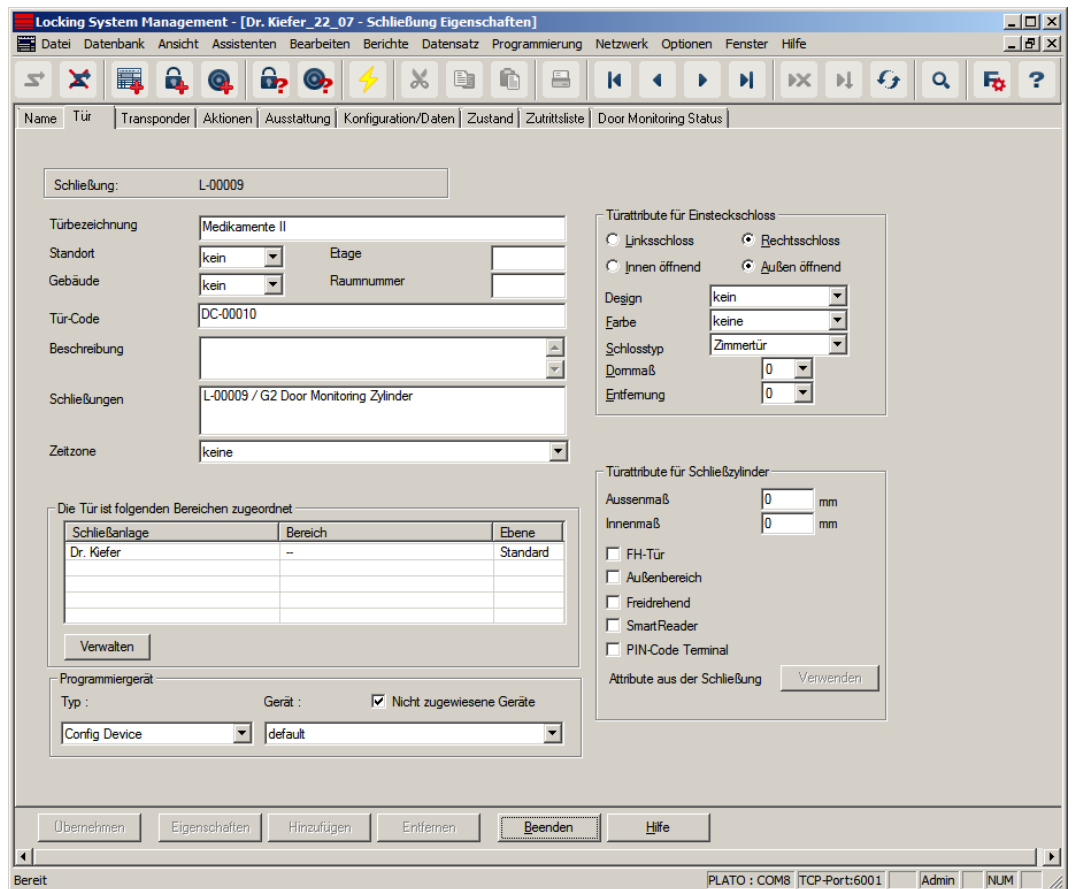 Locking System Management - [Dr. Kiefer_22_07 - Schließung Eigenschaften]
Datei Datenbank Ansicht Assistenten Bearbeiten Berichte Datensatz Programmierung Netzwerk Optionen Fenster Hilfe
Name Tür Transponder Aktionen Ausstattung Konfiguration/Daten Zustand Zutrittsliste Door Monitoring Status
Schließung: L-00009
Türbezeichnung Medikamente II
Standort kein Etage
Gebäude kein Raumnummer
Tür-Code DC-00010
Beschreibung
Schließungen L-00009 / G2 Door Monitoring Zylinder
Zeitzone keine
Türattribute für Einsteckschloss
Linksschloss Rechtsschloss
Innen öffnend Außen öffnend
Design kein
Farbe keine
Schlosstyp Zimmertür
Dornmaß 0
Entfernung 0
Die Tür ist folgenden Bereichen zugeordnet
Schließanlage Bereich Ebene
Dr. Kiefer -- Standard
Verwalten
Türattribute für Schließzylinder
Aussenmaß 0 mm
Innenmaß 0 mm
FH-Tür
Außenbereich
Freidrehend
SmartReader
PIN-Code Terminal
Attribute aus der Schließung Verwenden
Programmiergerät
Typ : Gerät : Nicht zugewiesene Geräte
Config Device default
Übernehmen Eigenschaften Hinzufügen Entfernen Beenden Hilfe
Bereit PLATO : COM8 TCP-Port:6001 Admin NUM